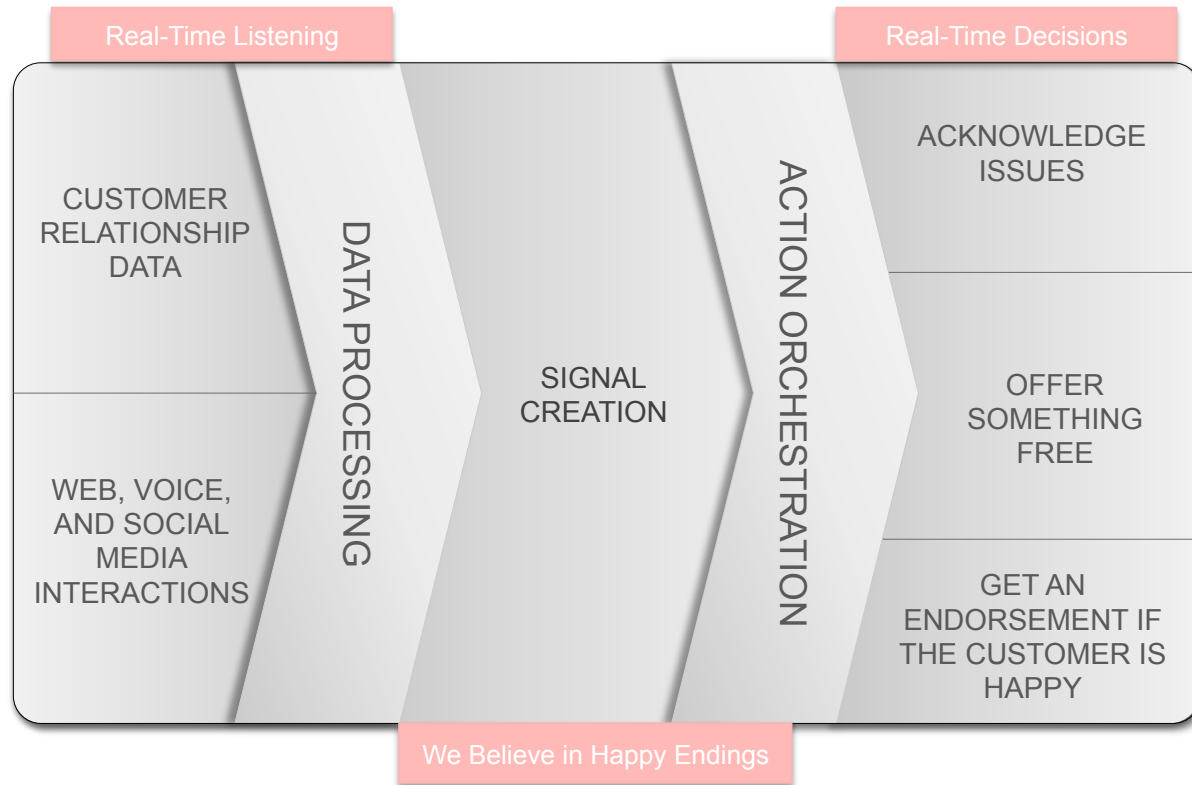 Real-Time Listening
Real-Time Decisions
CUSTOMER
RELATIONSHIP
DATA
WEB, VOICE,
AND SOCIAL
MEDIA
INTERACTIONS
DATA PROCESSING
SIGNAL
CREATION
ACTION ORCHESTRATION
ACKNOWLEDGE
ISSUES
OFFER
SOMETHING
FREE
GET AN
ENDORSEMENT IF
THE CUSTOMER IS
HAPPY
We Believe in Happy Endings